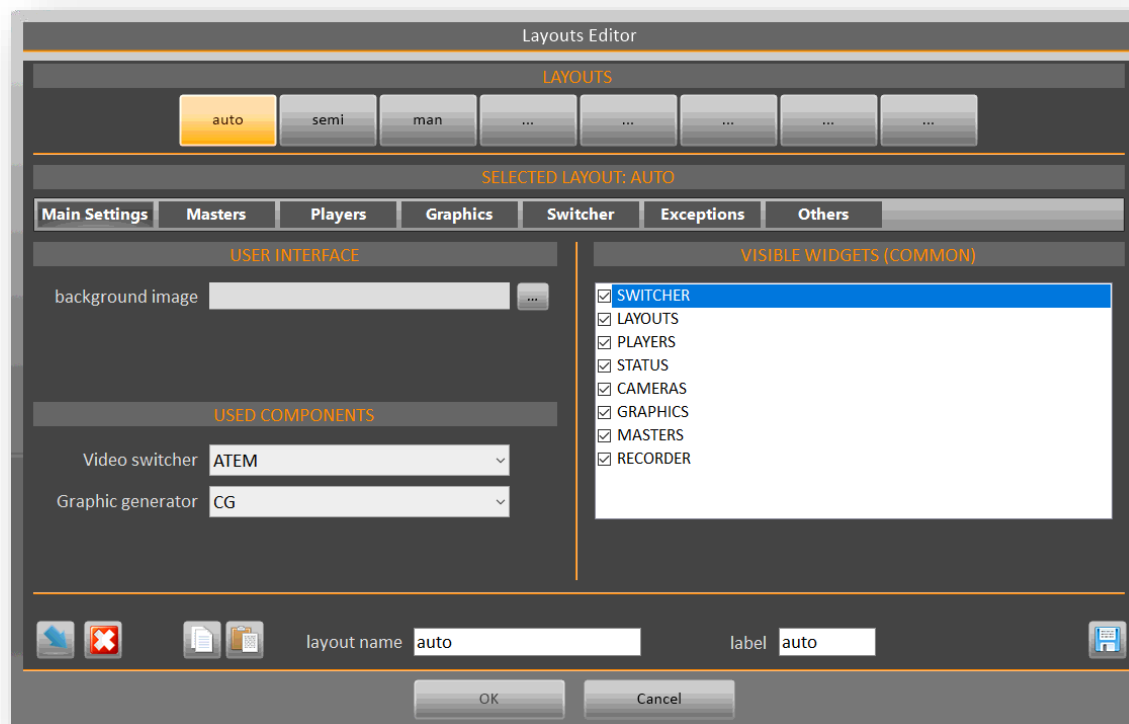 Layouts Editor
LAYOUTS
auto semi man ... ... ... ... ...
SELECTED LAYOUT: AUTO
Main Settings Masters Players Graphics Switcher Exceptions Others
USER INTERFACE
background image ...
USED COMPONENTS
Video switcher ATEM
Graphic generator CG
VISIBLE WIDGETS (COMMON)
SWITCHER
LAYOUTS
PLAYERS
STATUS
CAMERAS
GRAPHICS
MASTERS
RECORDER
layout name auto label auto
OK Cancel